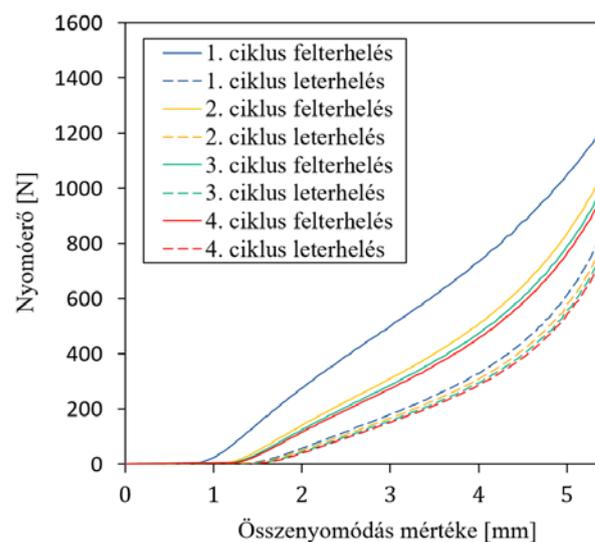 1600
1400
1200
1000
800
600
400
200
0
Nyomóerő [N]
1. ciklus felterhelés
1. ciklus leterhelés
2. ciklus felterhelés
2. ciklus leterhelés
3. ciklus felterhelés
3. ciklus leterhelés
4. ciklus felterhelés
4. ciklus leterhelés
0 1 2 3 4 5
Összenyomódás mértéke [mm]